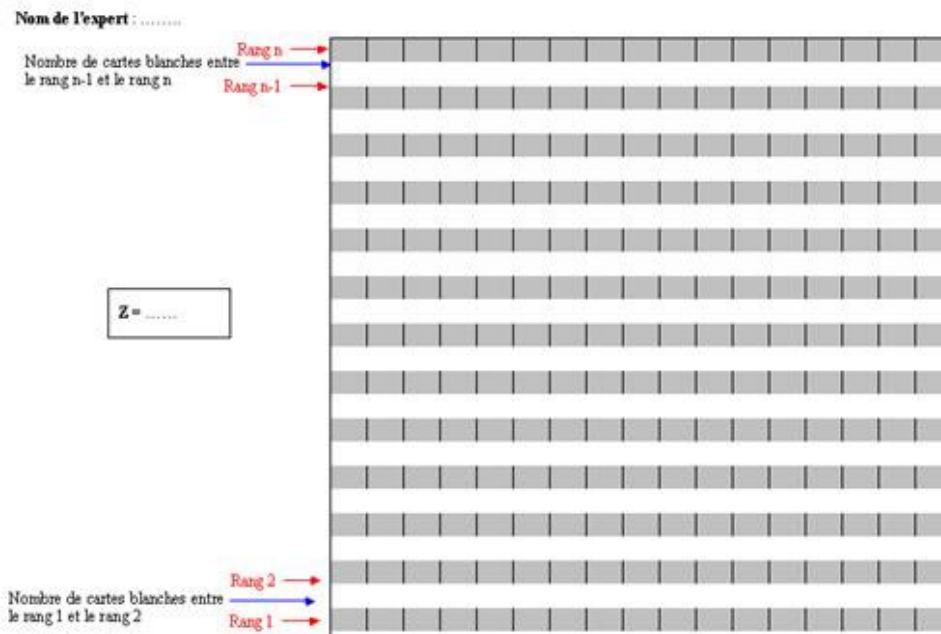 Nom de l'expert : ........
Rang n
Nombre de cartes blanches entre
le rang n-1 et le rang n
Rang n-1
Z = ......
Rang 2
Nombre de cartes blanches entre
le rang 1 et le rang 2
Rang 1